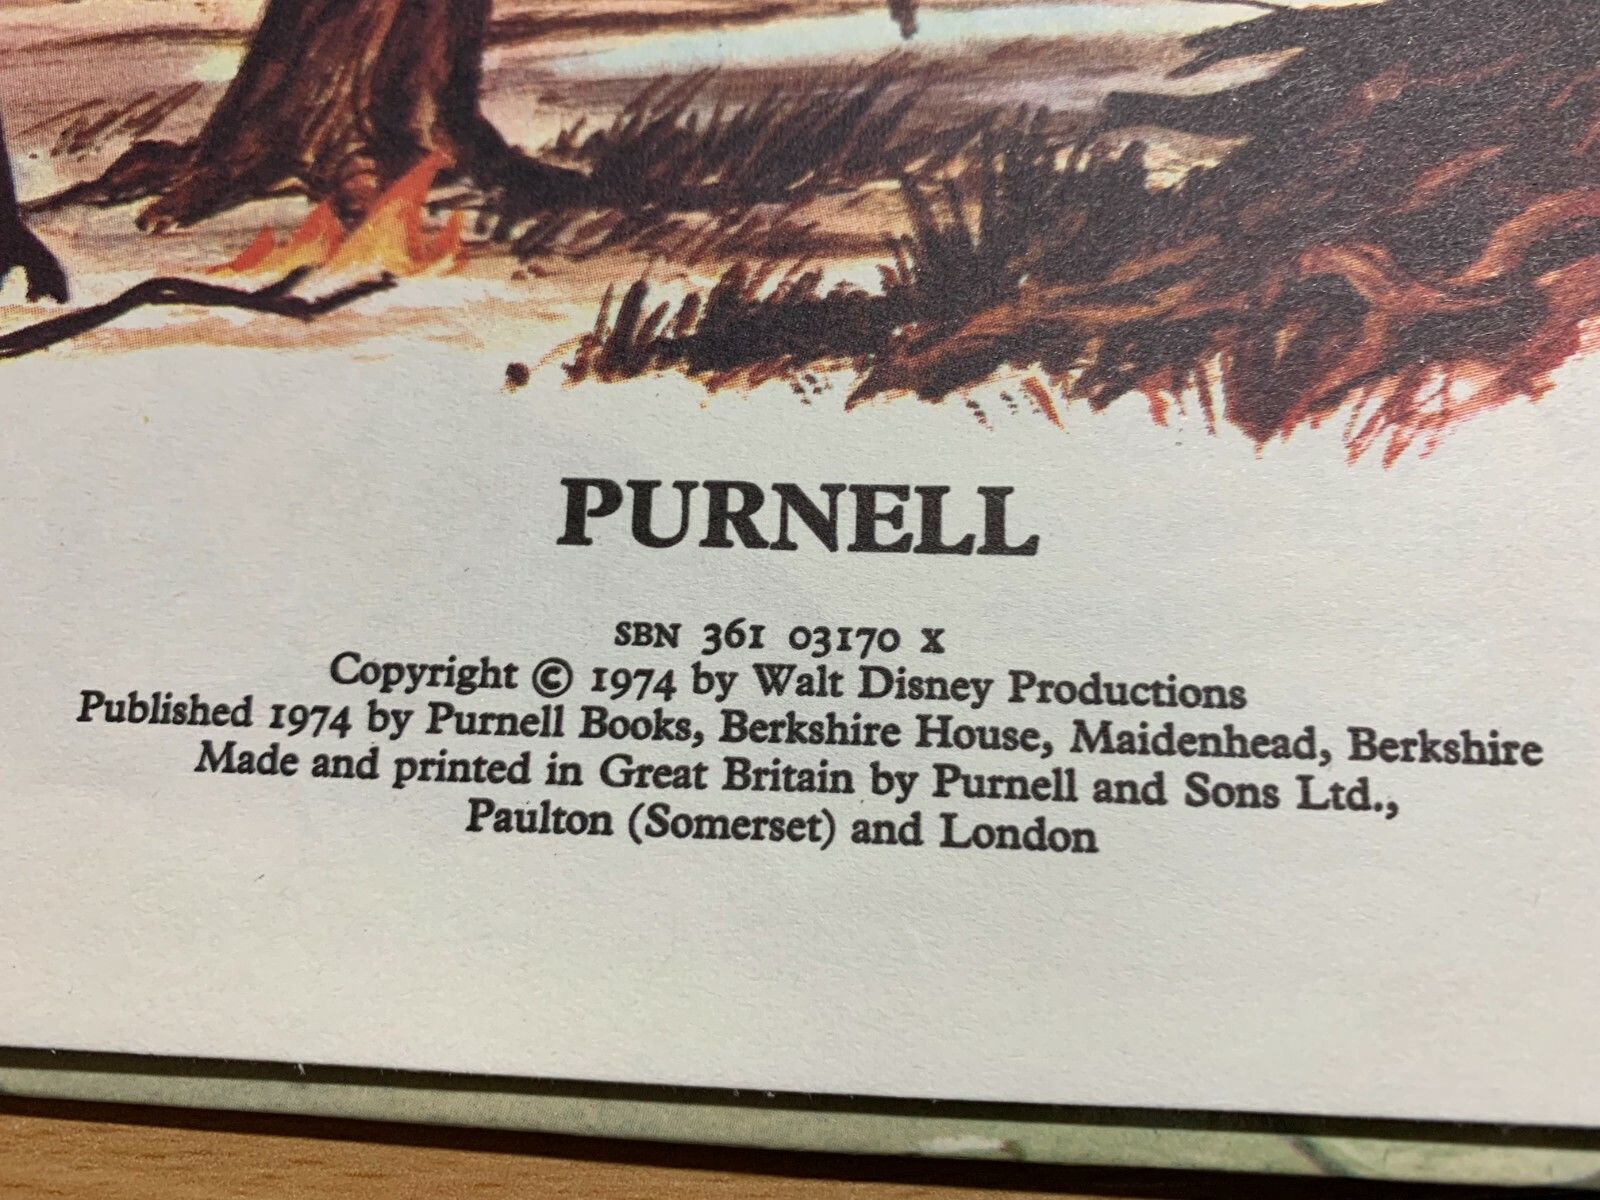 PURNELL
SBN 361 03170 X
Copyright © 1974 by Walt Disney Productions
Published 1974 by Purnell Books, Berkshire House, Maidenhead, Berkshire
Made and printed in Great Britain by Purnell and Sons Ltd.,
Paulton (Somerset) and London